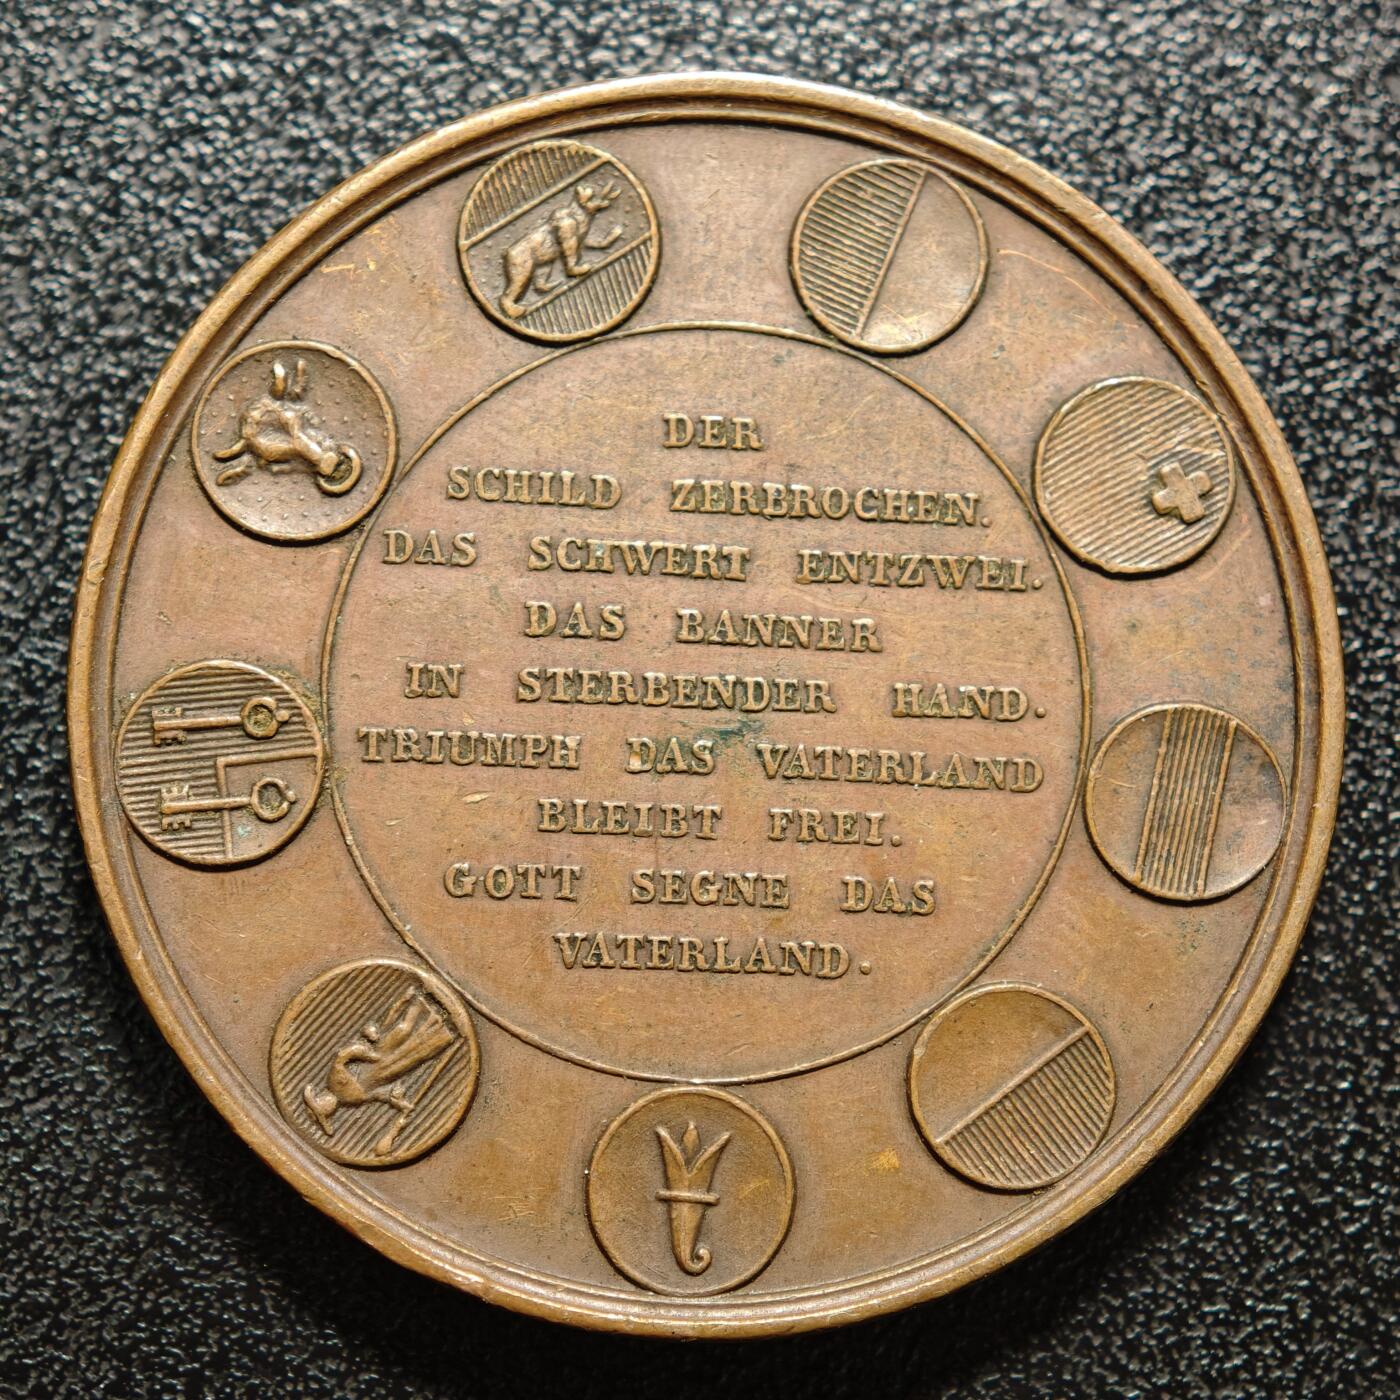 DER
SCHILD ZERBROCHEN.
DAS SCHWERT ENTZWEI.
DAS BANNER
IN STERBENDER HAND.
TRIUMPH DAS VATERLAND
BLEIBT FREI.
GOTT SEGNE DAS
VATERLAND.